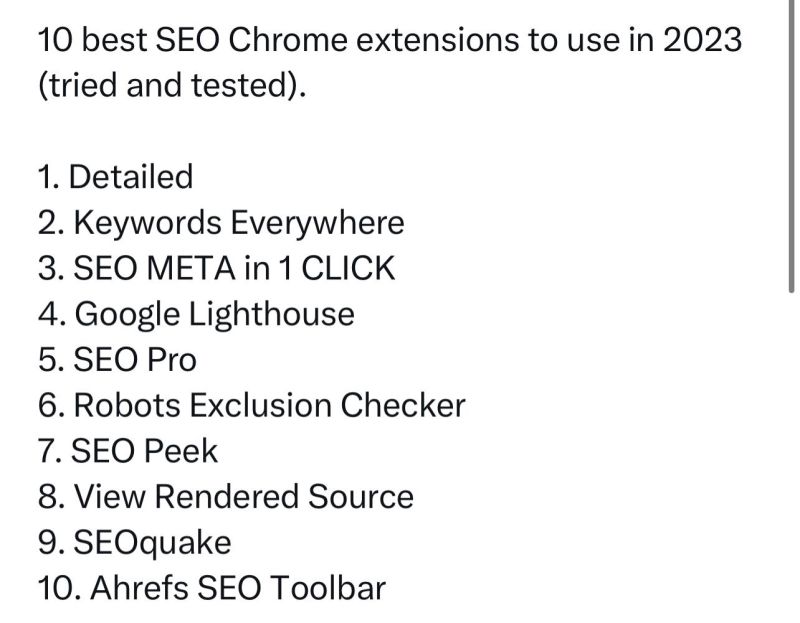 10 best SEO Chrome extensions to use in 2023
(tried and tested).
1. Detailed
2. Keywords Everywhere
3. SEO META in 1 CLICK
4. Google Lighthouse
5. SEO Pro
6. Robots Exclusion Checker
7. SEO Peek
8. View Rendered Source
9. SEOquake
10. Ahrefs SEO Toolbar